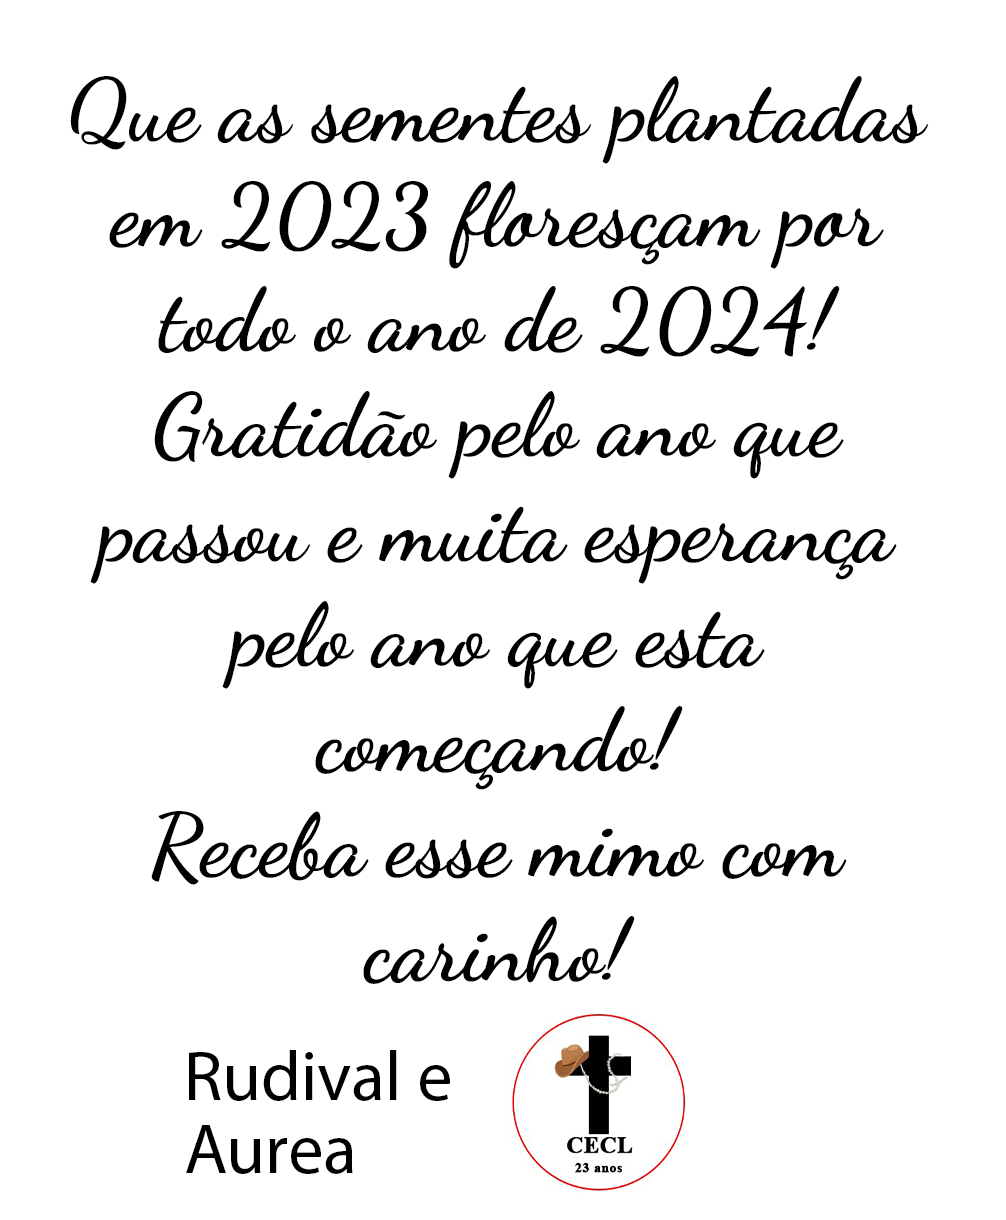 Que as sementes plantadas
em 2023 floresçam por
todo o ano de 2024!
Gratidão pelo ano que
passou e muita esperança
pelo ano que esta
começando!
Receba esse mimo com
carinho!
Rudival e
Aurea
CECL
23 anos